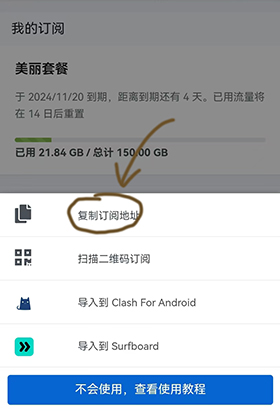 我的订阅
美丽套餐
于 2024/11/20 到期，距离到期还有 4 天。已用流量将
在 14 日后重置
已用 21.84 GB / 总计 150.00 GB
复制订阅地址
扫描二维码订阅
导入到 Clash For Android
导入到 Surfboard
不会使用，查看使用教程